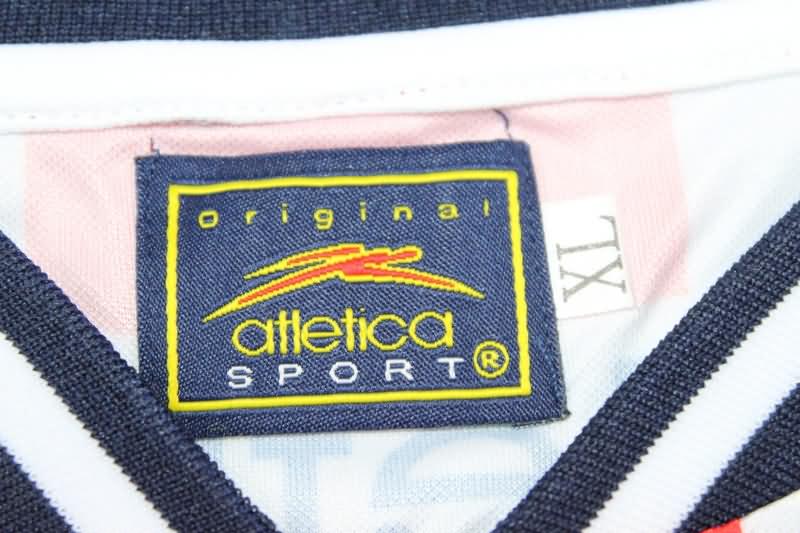 original
atletica
SPORT®
XL